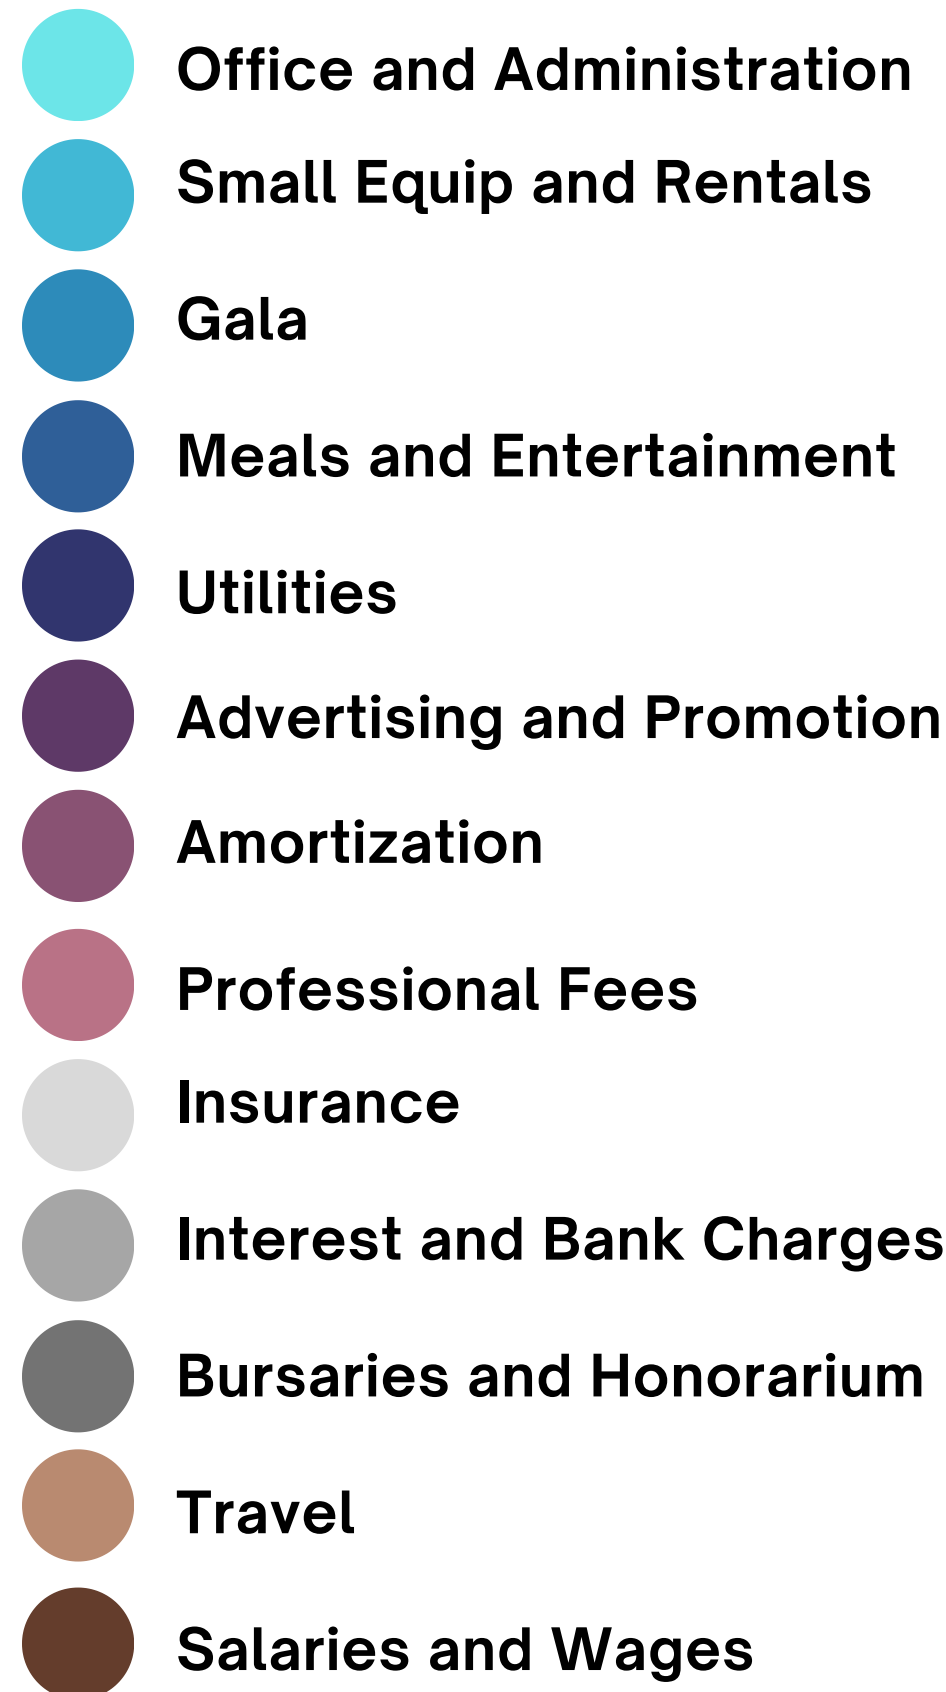 Office and Administration
Small Equip and Rentals
Gala
Meals and Entertainment
Utilities
Advertising and Promotion
Amortization
Professional Fees
Insurance
Interest and Bank Charges
Bursaries and Honorarium
Travel
Salaries and Wages